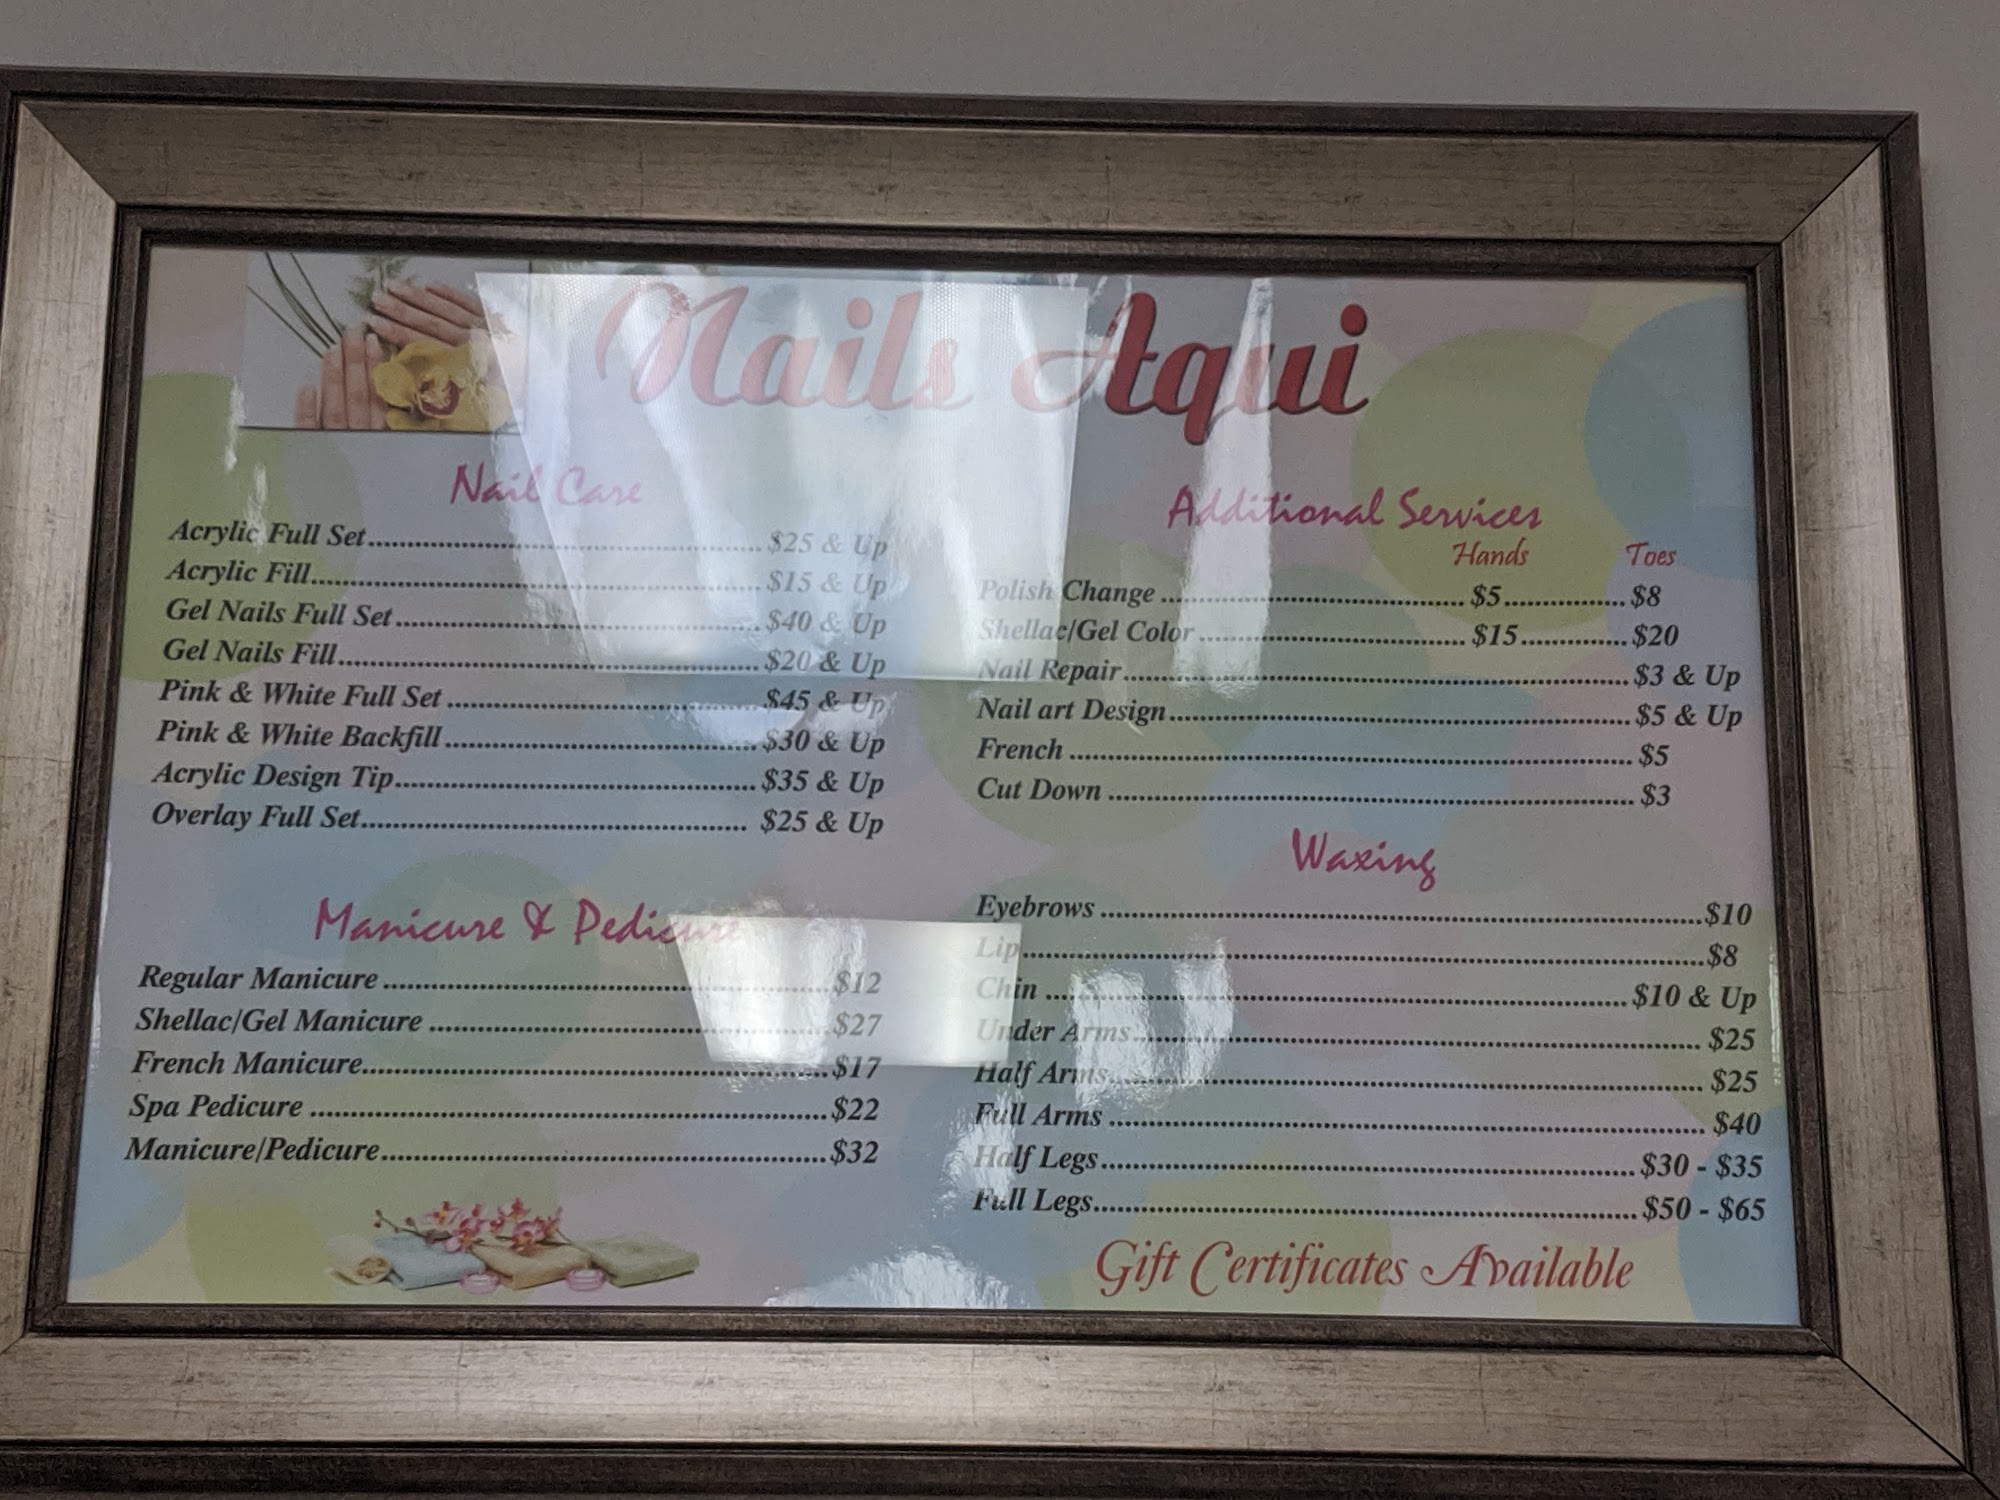 Nails Aqui
Nail Care
Acrylic Full Set $25 & Up
Acrylic Fill $15 & Up
Gel Nails Full Set $40 & Up
Gel Nails Fill $20 & Up
Pink & White Full Set $45 & Up
Pink & White Backfill $30 & Up
Acrylic Design Tip $35 & Up
Overlay Full Set $25 & Up
Manicure & Pedicure
Regular Manicure $12
Shellac/Gel Manicure $27
French Manicure $17
Spa Pedicure $22
Manicure/Pedicure $32
Additional Services
Hands Toes
Polish Change $5 $8
Shellac/Gel Color $15 $20
Nail Repair $3 & Up
Nail art Design $5 & Up
French $5
Cut Down $3
Waxing
Eyebrows $10
Lip $8
Chin $10 & Up
Under Arms $25
Half Arms $25
Full Arms $40
Half Legs $30 - $35
Full Legs $50 - $65
Gift Certificates Available